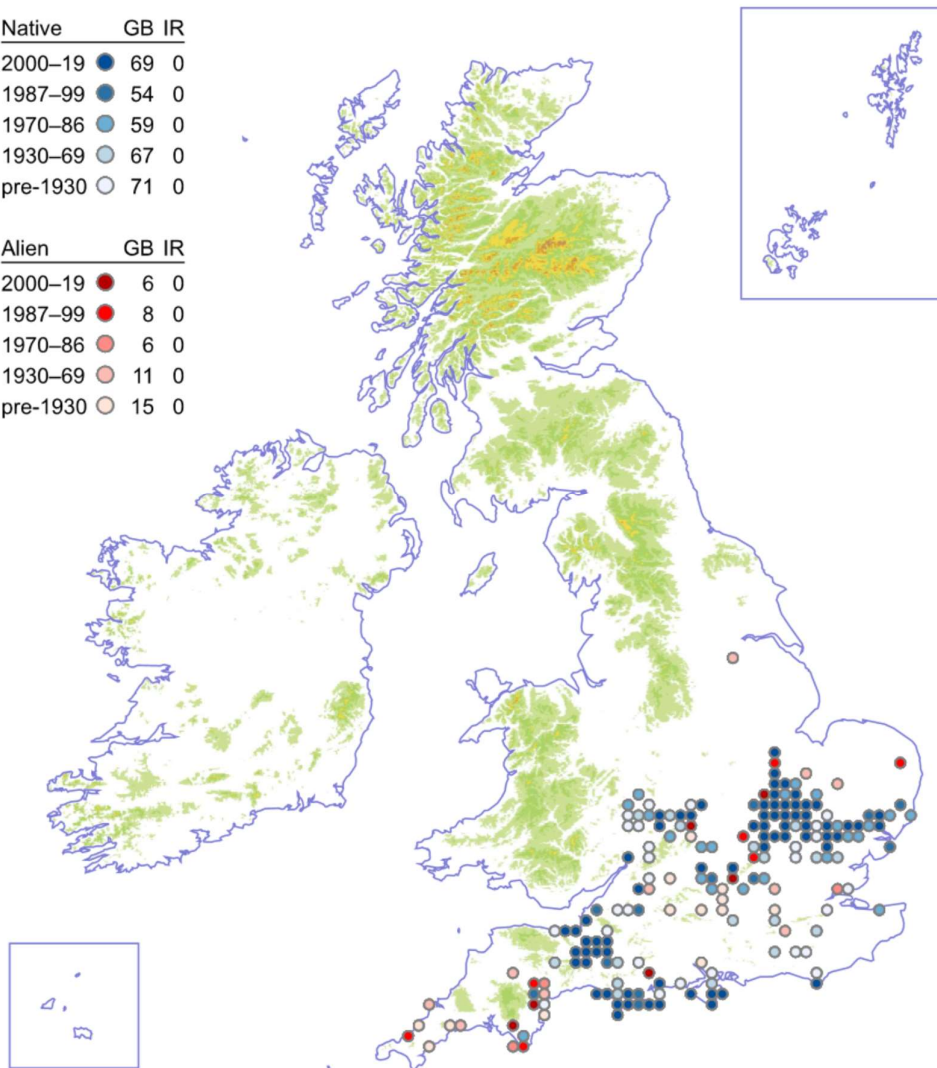 Native GB IR
2000–19 69 0
1987–99 54 0
1970–86 59 0
1930–69 67 0
pre-1930 71 0
Alien GB IR
2000–19 6 0
1987–99 8 0
1970–86 6 0
1930–69 11 0
pre-1930 15 0